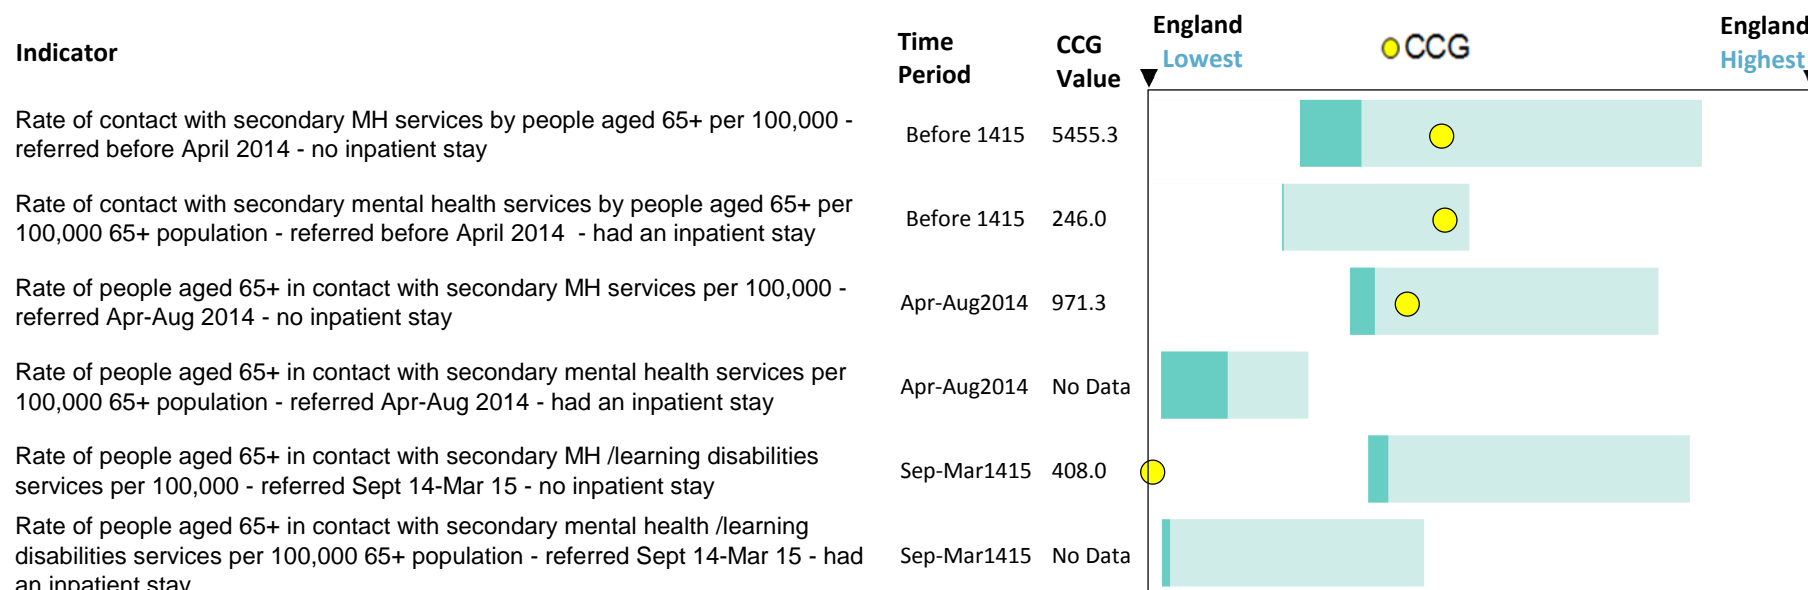 Indicator
Time Period
CCG Value
England Lowest
CCG
England Highest
Rate of contact with secondary MH services by people aged 65+ per 100,000 -
referred before April 2014 - no inpatient stay
Before 1415 5455.3
Rate of contact with secondary mental health services by people aged 65+ per
100,000 65+ population - referred before April 2014 - had an inpatient stay
Before 1415 246.0
Rate of people aged 65+ in contact with secondary MH services per 100,000 -
referred Apr-Aug 2014 - no inpatient stay
Apr-Aug2014 971.3
Rate of people aged 65+ in contact with secondary mental health services per
100,000 65+ population - referred Apr-Aug 2014 - had an inpatient stay
Apr-Aug2014 No Data
Rate of people aged 65+ in contact with secondary MH /learning disabilities
services per 100,000 - referred Sept 14-Mar 15 - no inpatient stay
Sep-Mar1415 408.0
Rate of people aged 65+ in contact with secondary mental health /learning
disabilities services per 100,000 65+ population - referred Sept 14-Mar 15 - had
an inpatient stay
Sep-Mar1415 No Data